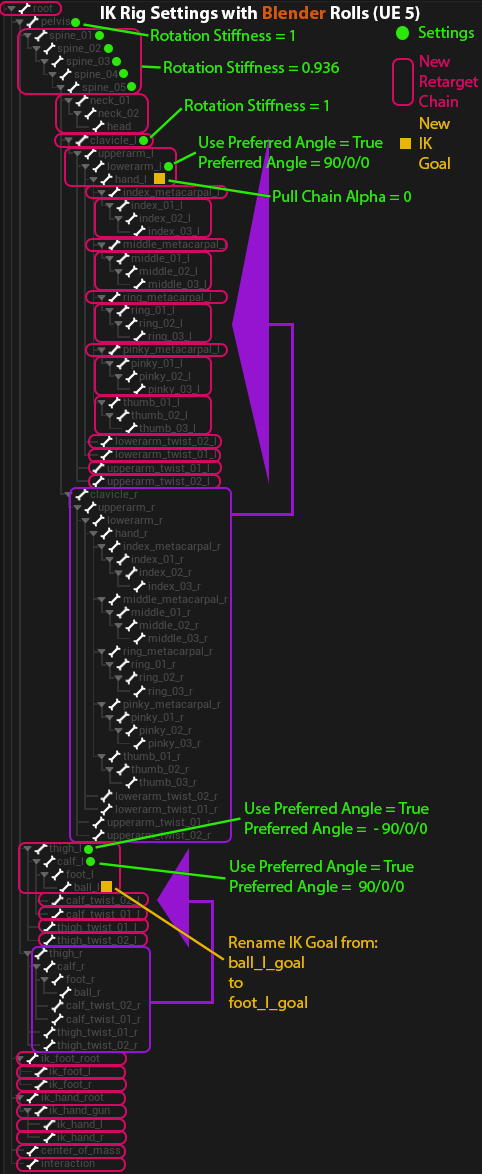 IK Rig Settings with Blender Rolls (UE 5)
root
pelvis
Rotation Stiffness = 1
Settings
spine_01
spine_02
spine_03
spine_04
spine_05
Rotation Stiffness = 0.936
New
Retarget
Chain
neck_01
neck_02
head
Rotation Stiffness = 1
New
IK
Goal
clavicle_l
upperarm_l
lowerarm_l
hand_l
Use Preferred Angle = True
Preferred Angle = 90/0/0
Pull Chain Alpha = 0
index_metacarpal_l
index_01_l
index_02_l
index_03_l
middle_metacarpal_
middle_01_l
middle_02_l
middle_03_l
ring_metacarpal_l
ring_01_l
ring_02_l
ring_03_l
pinky_metacarpal_l
pinky_01_l
pinky_02_l
pinky_03_l
thumb_01_l
thumb_02_l
thumb_03_l
lowerarm_twist_02_l
lowerarm_twist_01_l
upperarm_twist_01_l
upperarm_twist_02_l
clavicle_r
upperarm_r
lowerarm_r
hand_r
index_metacarpal_r
index_01_r
index_02_r
index_03_r
middle_metacarpal_r
middle_01_r
middle_02_r
middle_03_r
ring_metacarpal_r
ring_01_r
ring_02_r
ring_03_r
pinky_metacarpal_r
pinky_01_r
pinky_02_r
pinky_03_r
thumb_01_r
thumb_02_r
thumb_03_r
lowerarm_twist_02_r
lowerarm_twist_01_r
upperarm_twist_01_r
upperarm_twist_02_r
Use Preferred Angle = True
Preferred Angle = -90/0/0
thigh_l
calf_l
foot_l
ball_l
Use Preferred Angle = True
Preferred Angle = 90/0/0
calf_twist_02_l
calf_twist_01_l
thigh_twist_01_l
thigh_twist_02_l
Rename IK Goal from:
ball_l_goal
to
foot_l_goal
thigh_r
calf_r
foot_r
ball_r
calf_twist_02_r
calf_twist_01_r
thigh_twist_01_r
thigh_twist_02_r
ik_foot_root
ik_foot_l
ik_foot_r
ik_hand_root
ik_hand_gun
ik_hand_l
ik_hand_r
center_of_mass
interaction